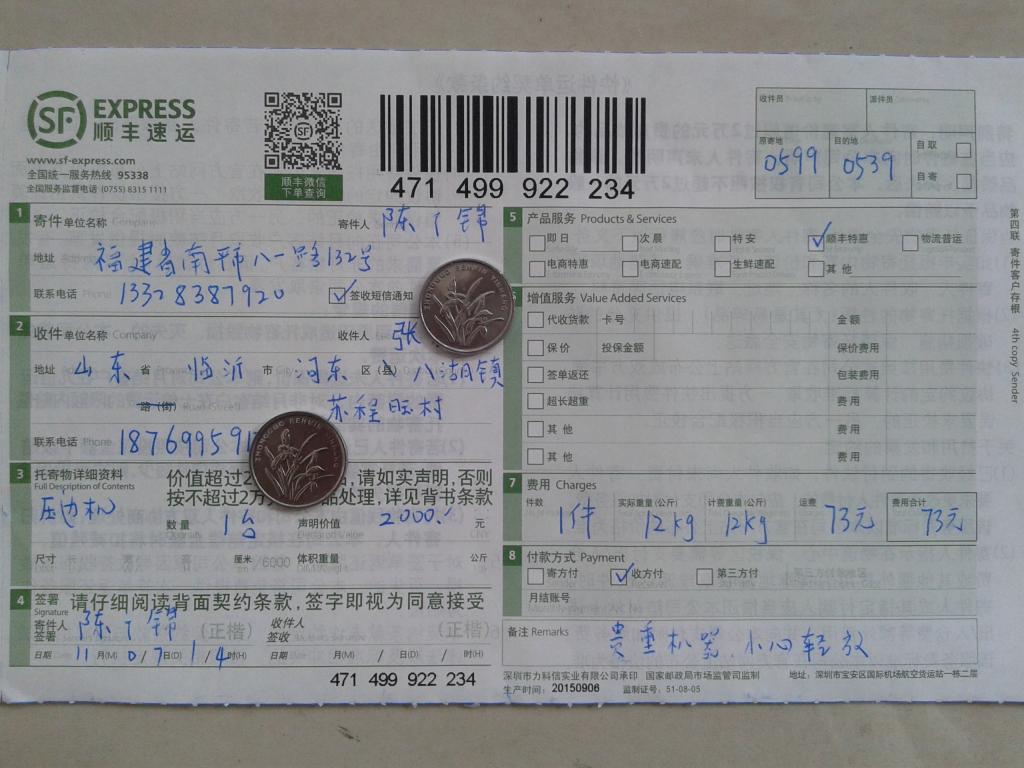 SF EXPRESS
顺丰速运
www.sf-express.com
全国统一服务热线 95338
全国服务监督电话 (0755) 8315 1111
顺丰微信
下单查询
471 499 922 234
收件员
派件员
原寄地 0599 目的地 0539
自取
自寄
1 寄件单位名称 Company 寄件人 陈丁锦
地址 福建省南平市八一路132号
联系电话 Phone 13328387920 签收短信通知
2 收件单位名称 Company 收件人 张
地址 山东 省 临沂 市 City 河东 区(县) 八湖镇
路(街) 苏程旺村
联系电话 Phone 187699591
3 托寄物详细资料 价值超过2 ,请如实声明,否则
Full Description of Contents 按不超过2万 品处理,详见背书条款
压边机
数量 Quantity 1台 声明价值 Declared Value 2000. 元
尺寸 厘米 6000 体积重量 公斤
4 签署 请仔细阅读背面契约条款,签字即视为同意接受
Signature
寄件人签署 陈丁锦 (正楷) 收件人签收 (正楷)
日期 11月(M) 0/7日(D) 1/4时(H) 日期 月(M) / 日(D) / 时(H)
471 499 922 234
5 产品服务 Products & Services
即日 次晨 特安 顺丰特惠 物流普运
电商特惠 电商速配 生鲜速配 其他
6 增值服务 Value Added Services
代收货款 卡号 金额
保价 投保金额 保价费用
签单返还 包装费用
超长超重 费用
其他 费用
其他 费用
7 费用 Charges
件数 实际重量(公斤) 计费重量(公斤) 运费 费用合计
1件 12kg 12kg 73元 73元
8 付款方式 Payment
寄方付 收方付 第三方付
月结账号
备注 Remarks 贵重机器,小心轻放
深圳市力科信实业有限公司承印 国家邮政局市场监管司监制 地址:深圳市宝安区国际机场航空货运站一栋二层
生产时间:20150906 监制证号:51-08-05
第四联 寄件客户存根 4th copy Sender